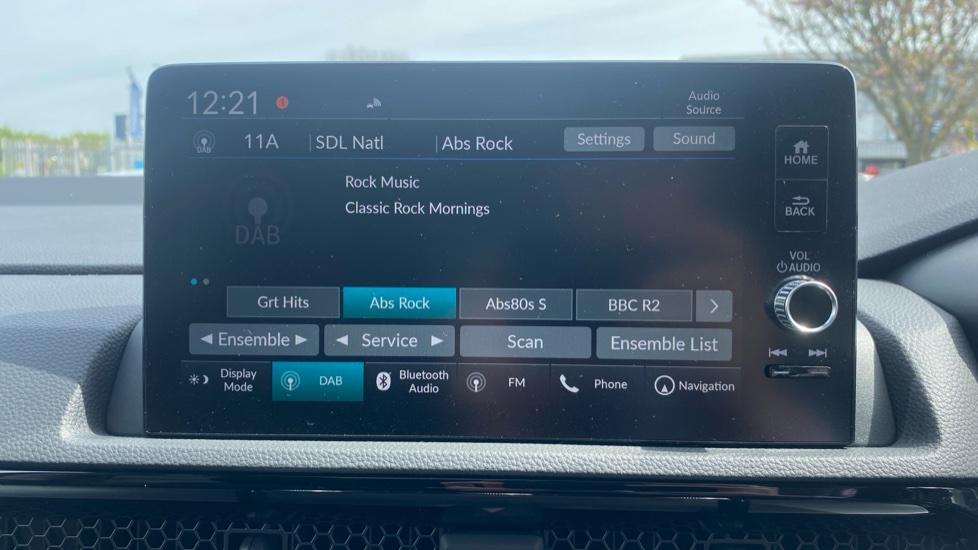 12:21 1
Audio
Source
DAB 11A SDL Natl Abs Rock Settings Sound
HOME
Rock Music
Classic Rock Mornings
BACK
DAB
VOL
AUDIO
Grt Hits Abs Rock Abs80s S BBC R2
Ensemble Service Scan Ensemble List
Display
Mode
DAB
Bluetooth
Audio
FM Phone Navigation